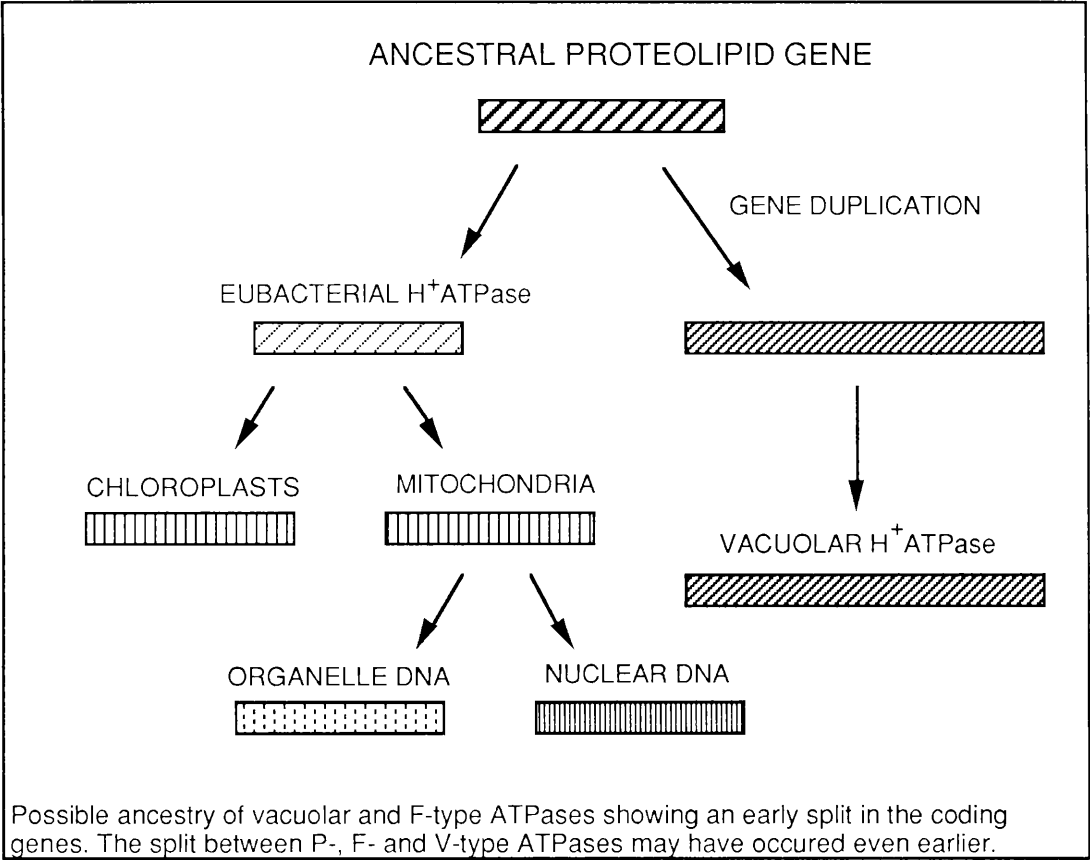 ANCESTRAL PROTEOLIPID GENE
GENE DUPLICATION
EUBACTERIAL H⁺ATPase
CHLOROPLASTS
MITOCHONDRIA
VACUOLAR H⁺ATPase
ORGANELLE DNA
NUCLEAR DNA
Possible ancestry of vacuolar and F-type ATPases showing an early split in the coding
genes. The split between P-, F- and V-type ATPases may have occured even earlier.